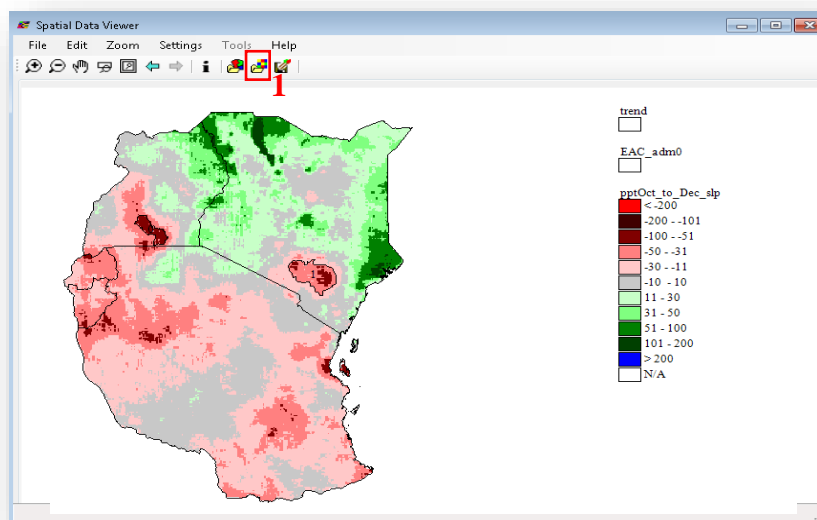 Spatial Data Viewer
File Edit Zoom Settings Tools Help
1
trend
EAC_adm0
pptOct_to_Dec_slp
< -200
-200 - -101
-100 - -51
-50 - -31
-30 - -11
-10 - 10
11 - 30
31 - 50
51 - 100
101 - 200
> 200
N/A